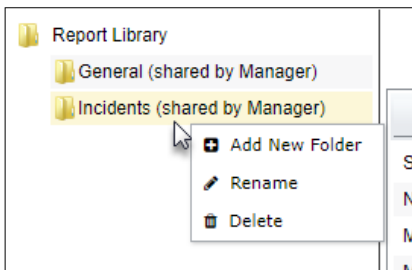 Report Library
General (shared by Manager)
Incidents (shared by Manager)
Add New Folder
Rename
Delete